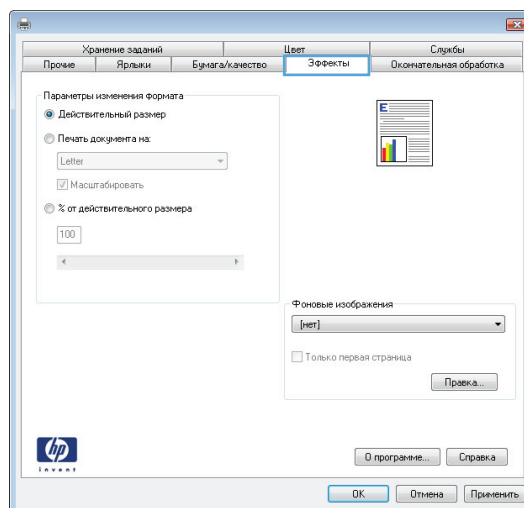 Хранение заданий Цвет Службы
Прочие Ярлыки Бумага/качество Эффекты Окончательная обработка
Параметры изменения формата
Действительный размер
Печать документа на:
Letter
Масштабировать
% от действительного размера
100
E
Фоновые изображения
[нет]
Только первая страница
Правка...
hp
invent
О программе... Справка
OK Отмена Применить